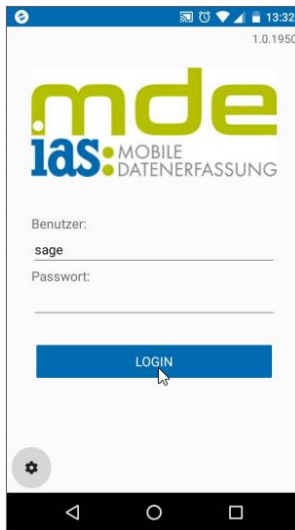 13:32
1.0.1950
mde
ias: MOBILE
DATENERFASSUNG
Benutzer:
sage
Passwort:
LOGIN